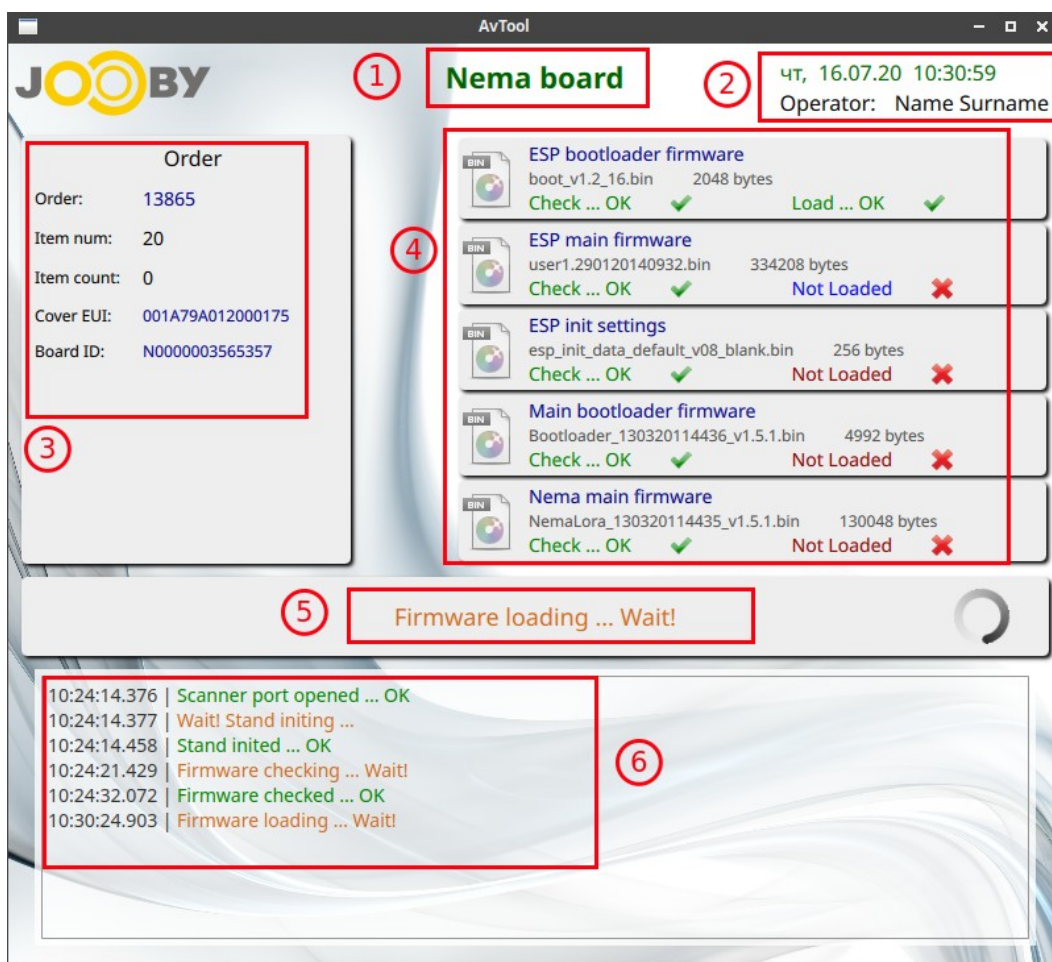 AvTool
JOOBY
1
Nema board
2
чт, 16.07.20 10:30:59
Operator: Name Surname
Order
Order: 13865
Item num: 20
Item count: 0
Cover EUI: 001A79A012000175
Board ID: N0000003565357
3
4
BIN
ESP bootloader firmware
boot_v1.2_16.bin 2048 bytes
Check ... OK Load ... OK
BIN
ESP main firmware
user1.290120140932.bin 334208 bytes
Check ... OK Not Loaded
BIN
ESP init settings
esp_init_data_default_v08_blank.bin 256 bytes
Check ... OK Not Loaded
BIN
Main bootloader firmware
Bootloader_130320114436_v1.5.1.bin 4992 bytes
Check ... OK Not Loaded
BIN
Nema main firmware
NemaLora_130320114435_v1.5.1.bin 130048 bytes
Check ... OK Not Loaded
5
Firmware loading ... Wait!
10:24:14.376 | Scanner port opened ... OK
10:24:14.377 | Wait! Stand initing ...
10:24:14.458 | Stand inited ... OK
10:24:21.429 | Firmware checking ... Wait!
10:24:32.072 | Firmware checked ... OK
10:30:24.903 | Firmware loading ... Wait!
6